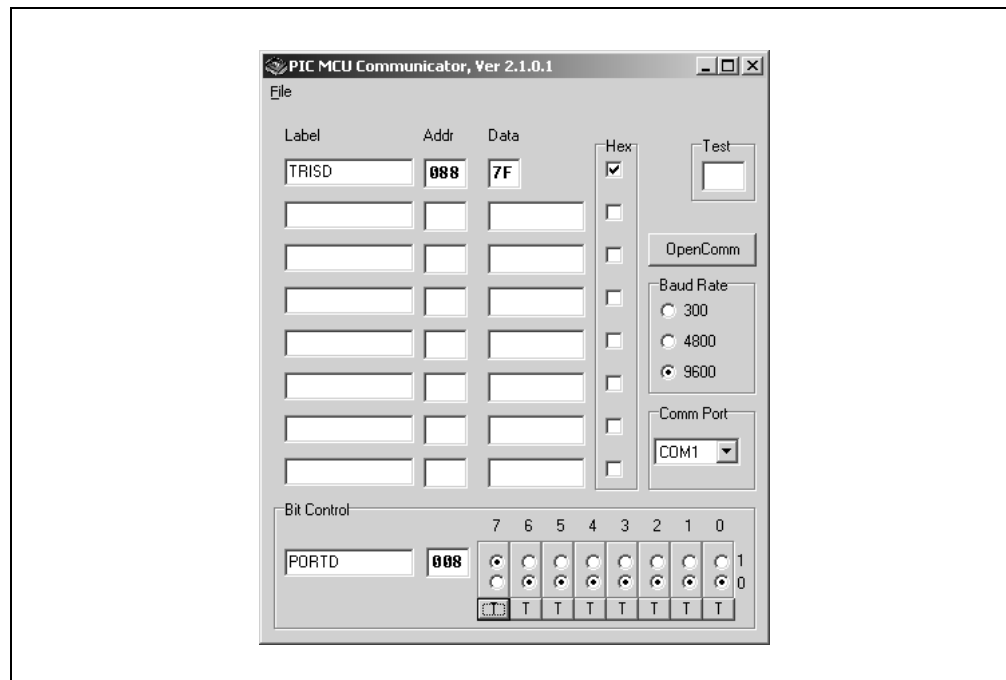 PIC MCU Communicator, Ver 2.1.0.1
File
Label Addr Data
Hex Test
TRISD 088 7F
OpenComm
Baud Rate
300
4800
9600
Comm Port
COM1
Bit Control
7 6 5 4 3 2 1 0
PORTD 008
1
0
T T T T T T T T